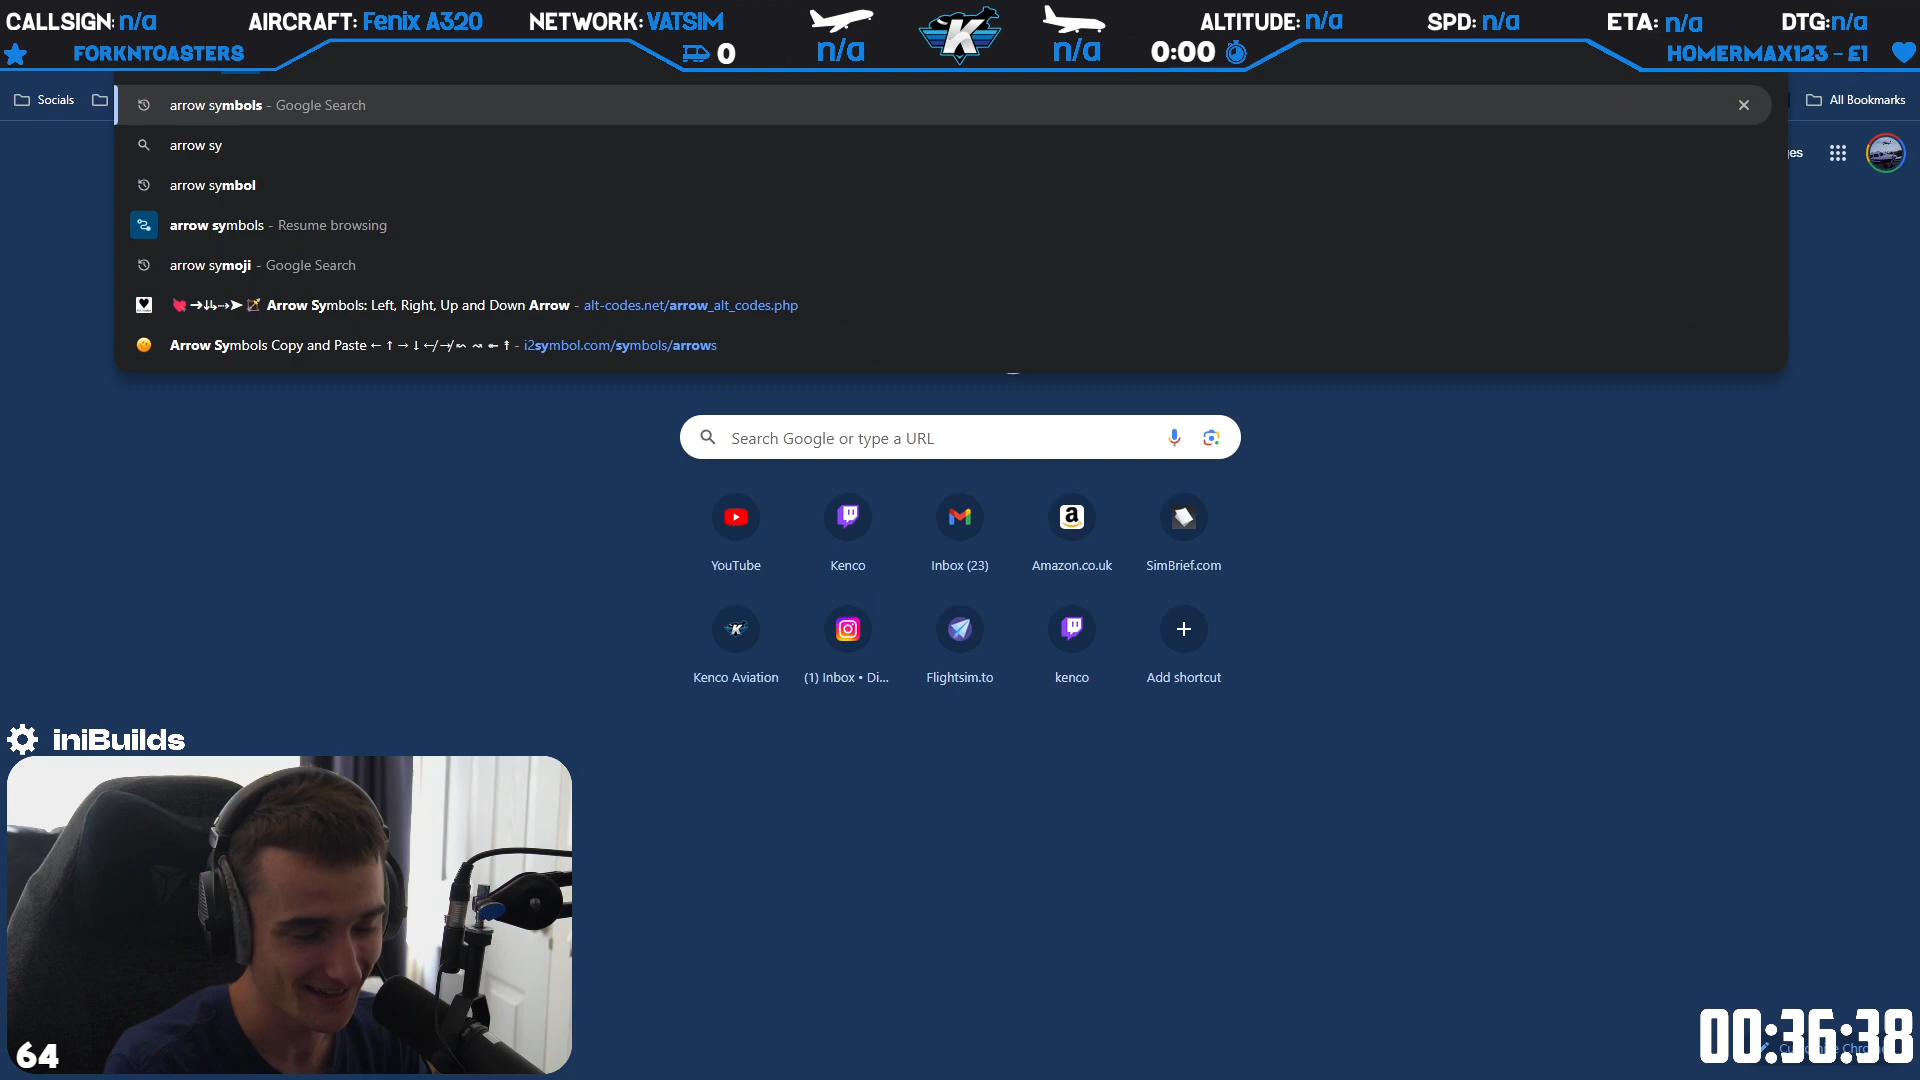 CALLSIGN: n/a AIRCRAFT: Fenix A320 NETWORK: VATSIM ALTITUDE: n/a SPD: n/a ETA: n/a DTG:n/a
FORKNTOASTERS 0 n/a K n/a 0:00 HOMERMAX123 - £1
Socials
arrow symbols - Google Search
All Bookmarks
arrow sy
arrow symbol
arrow symbols - Resume browsing
arrow symoji - Google Search
Arrow Symbols: Left, Right, Up and Down Arrow - alt-codes.net/arrow_alt_codes.php
Arrow Symbols Copy and Paste - i2symbol.com/symbols/arrows
Search Google or type a URL
YouTube Kenco Inbox (23) Amazon.co.uk SimBrief.com
Kenco Aviation (1) Inbox • Di... Flightsim.to kenco Add shortcut
iniBuilds
64
00:36:38